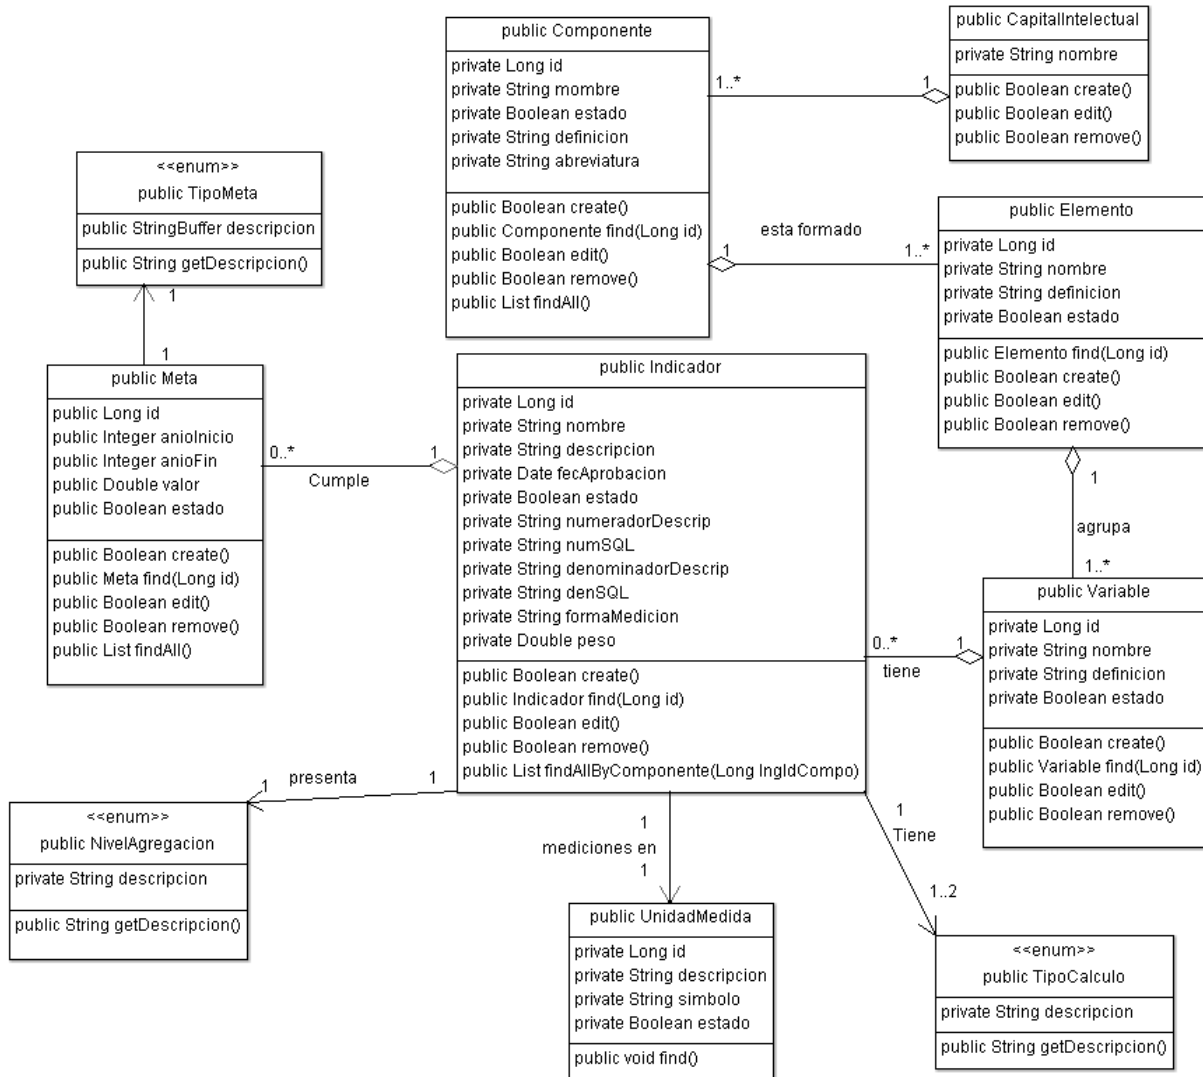 public Componente
private Long id
private String mombre
private Boolean estado
private String definicion
private String abreviatura
public Boolean create()
public Componente find(Long id)
public Boolean edit()
public Boolean remove()
public List findAll()
1..*
1
public CapitalIntelectual
private String nombre
public Boolean create()
public Boolean edit()
public Boolean remove()
<<enum>>
public TipoMeta
public StringBuffer descripcion
public String getDescripcion()
1
1
esta formado
1
1..*
public Elemento
private Long id
private String nombre
private String definicion
private Boolean estado
public Elemento find(Long id)
public Boolean create()
public Boolean edit()
public Boolean remove()
public Meta
public Long id
public Integer anioInicio
public Integer anioFin
public Double valor
public Boolean estado
public Boolean create()
public Meta find(Long id)
public Boolean edit()
public Boolean remove()
public List findAll()
0..*
1
Cumple
public Indicador
private Long id
private String nombre
private String descripcion
private Date fecAprobacion
private Boolean estado
private String numeradorDescrip
private String numSQL
private String denominadorDescrip
private String denSQL
private String formaMedicion
private Double peso
public Boolean create()
public Indicador find(Long id)
public Boolean edit()
public Boolean remove()
public List findAllByComponente(Long lngIdCompo)
1
agrupa
1..*
0..*
1
tiene
public Variable
private Long id
private String nombre
private String definicion
private Boolean estado
public Boolean create()
public Variable find(Long id)
public Boolean edit()
public Boolean remove()
presenta
1
1
<<enum>>
public NivelAgregacion
private String descripcion
public String getDescripcion()
1
mediciones en
1
public UnidadMedida
private Long id
private String descripcion
private String simbolo
private Boolean estado
public void find()
1
Tiene
1..2
<<enum>>
public TipoCalculo
private String descripcion
public String getDescripcion()